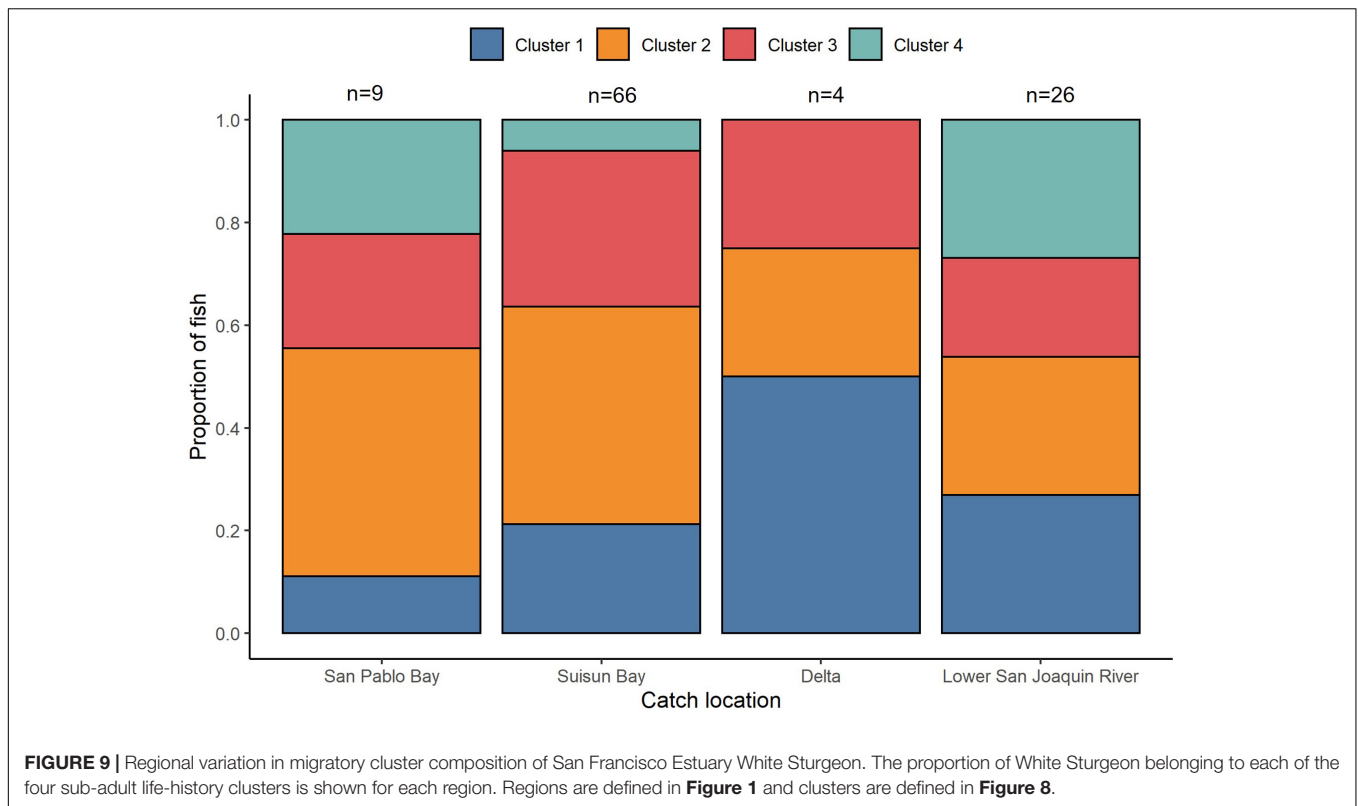 Cluster 1 Cluster 2 Cluster 3 Cluster 4
n=9 n=66 n=4 n=26
1.0
0.8
0.6
0.4
0.2
0.0
Proportion of fish
San Pablo Bay Suisun Bay Delta Lower San Joaquin River
Catch location
FIGURE 9 | Regional variation in migratory cluster composition of San Francisco Estuary White Sturgeon. The proportion of White Sturgeon belonging to each of the
four sub-adult life-history clusters is shown for each region. Regions are defined in Figure 1 and clusters are defined in Figure 8.